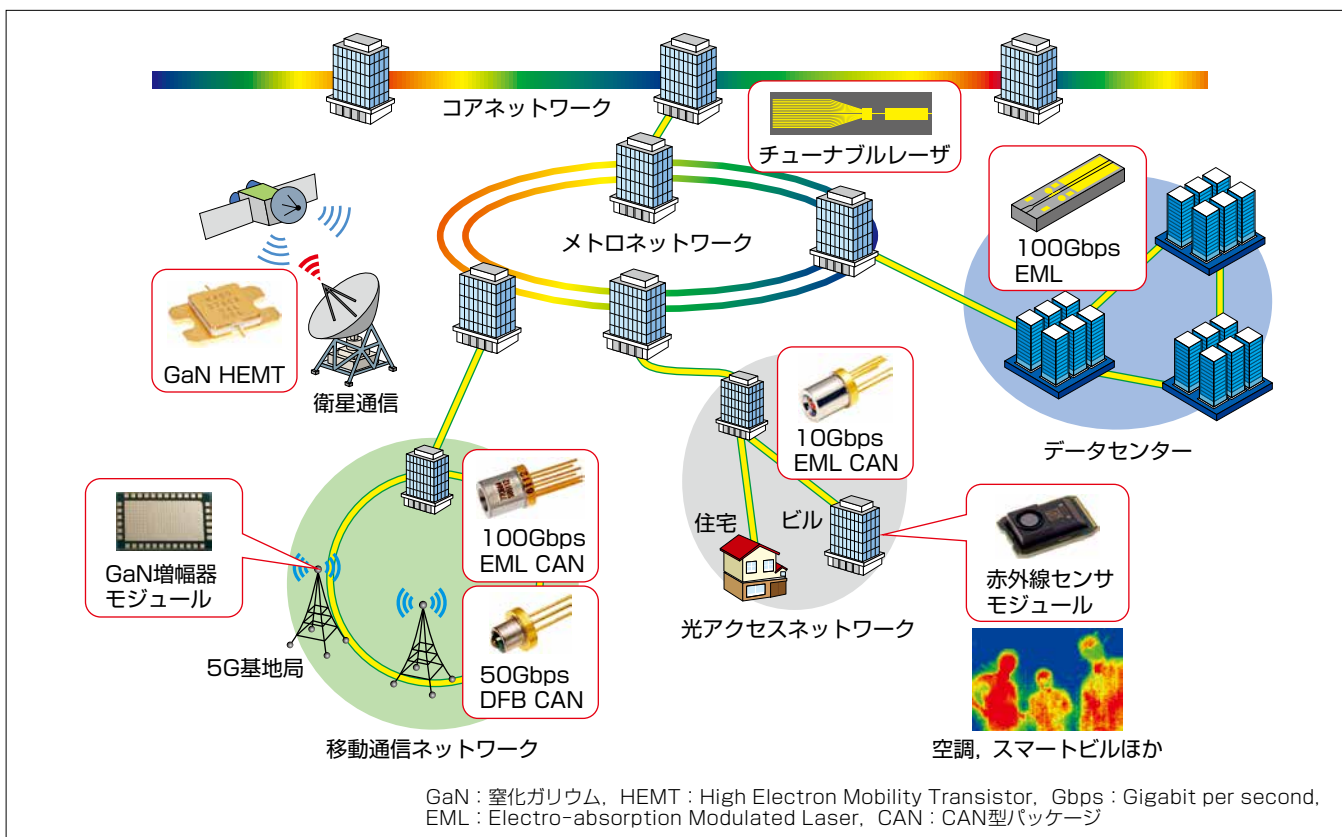 コアネットワーク
チューナブルレーザ
メトロネットワーク
100Gbps
EML
GaN HEMT
衛星通信
データセンター
10Gbps
EML CAN
住宅
ビル
光アクセスネットワーク
100Gbps
EML CAN
GaN増幅器
モジュール
5G基地局
50Gbps
DFB CAN
移動通信ネットワーク
赤外線センサ
モジュール
空調，スマートビルほか
GaN：窒化ガリウム，HEMT：High Electron Mobility Transistor，Gbps：Gigabit per second，
EML：Electro-absorption Modulated Laser，CAN：CAN型パッケージ